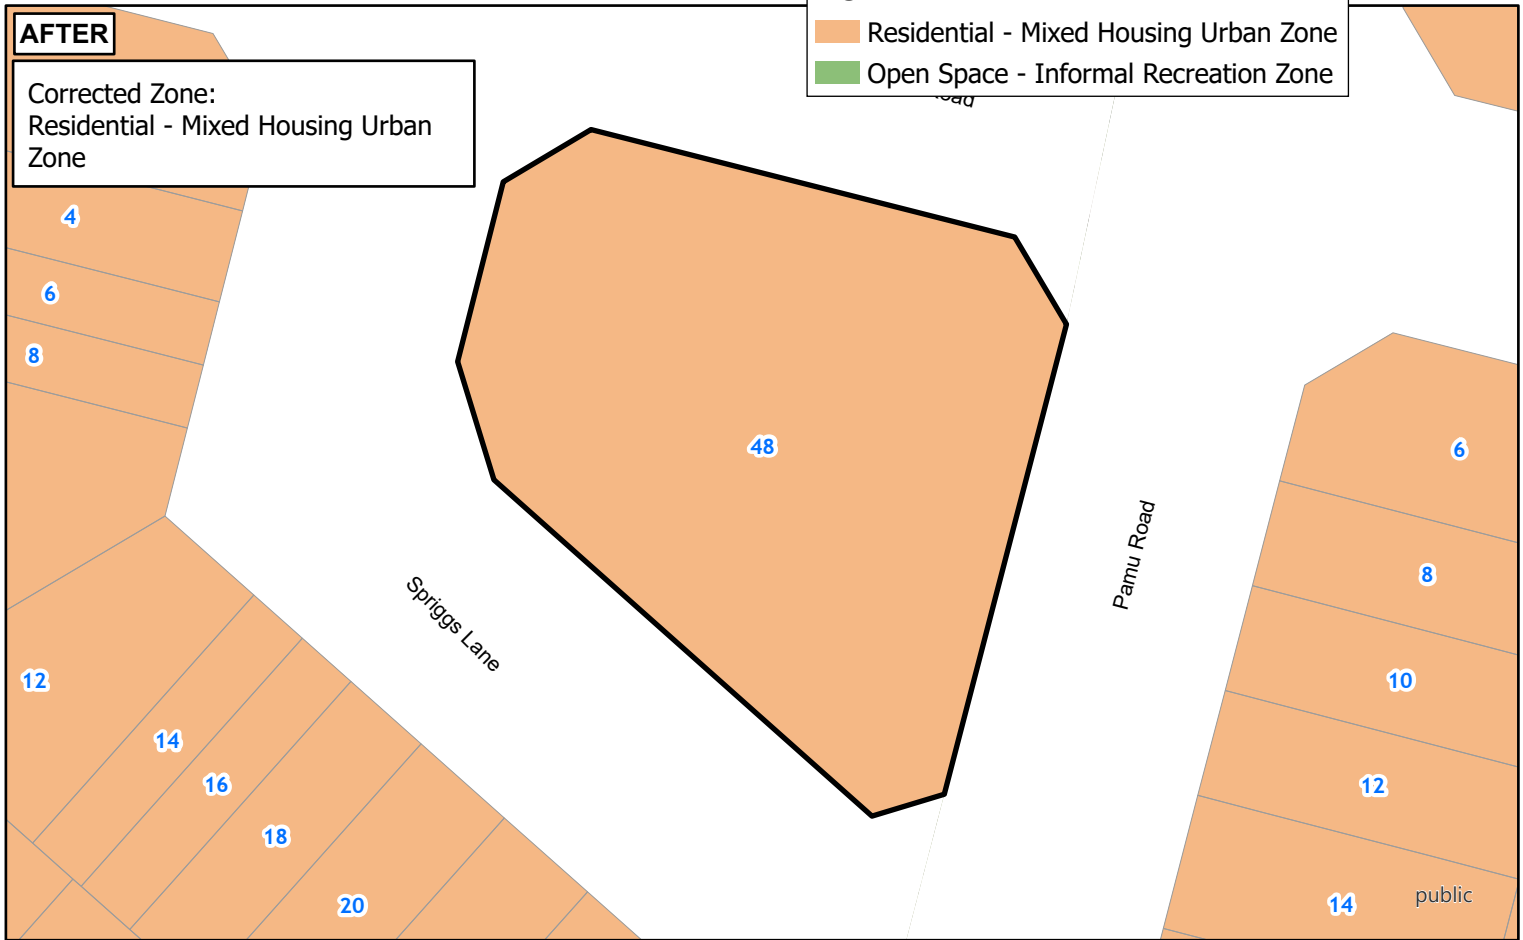 AFTER
Corrected Zone:
Residential - Mixed Housing Urban
Zone
Residential - Mixed Housing Urban Zone
Open Space - Informal Recreation Zone
4
6
8
48
6
8
10
12
14
Pamu Road
Spriggs Lane
12
14
16
18
20
public